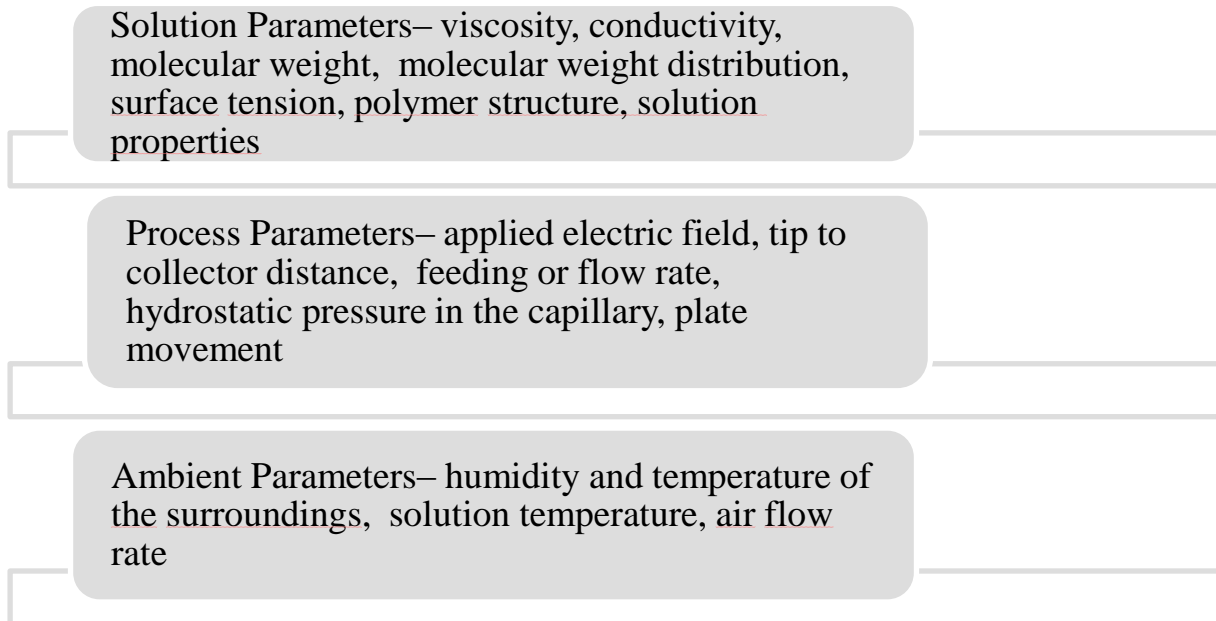 Solution Parameters– viscosity, conductivity,
molecular weight,  molecular weight distribution,
surface tension, polymer structure, solution
properties
Process Parameters– applied electric field, tip to
collector distance,  feeding or flow rate,
hydrostatic pressure in the capillary, plate
movement
Ambient Parameters– humidity and temperature of
the surroundings,  solution temperature, air flow
rate